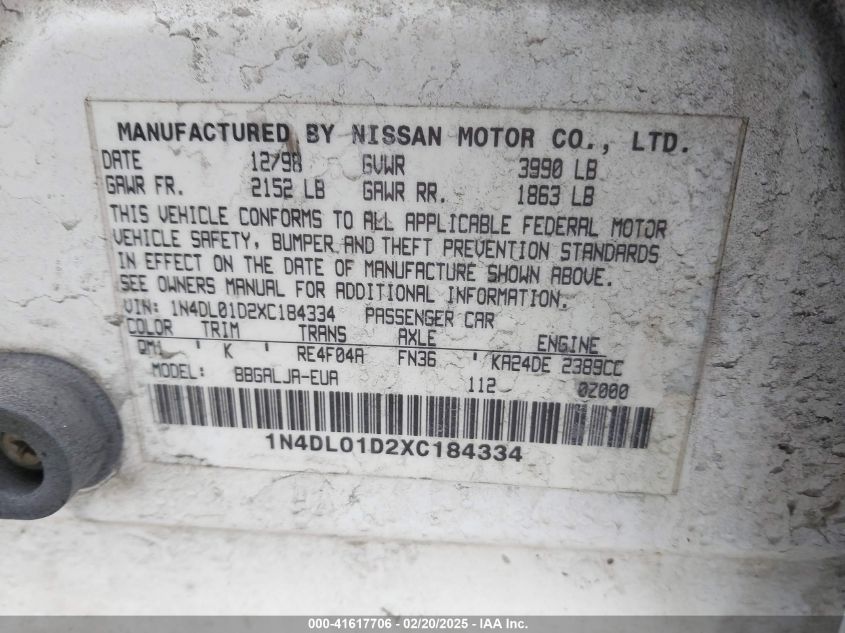 MANUFACTURED BY NISSAN MOTOR CO., LTD.
DATE 12/98 GVWR 3990 LB
GAWR FR. 2152 LB GAWR RR. 1863 LB
THIS VEHICLE CONFORMS TO ALL APPLICABLE FEDERAL MOTOR
VEHICLE SAFETY, BUMPER AND THEFT PREVENTION STANDARDS
IN EFFECT ON THE DATE OF MANUFACTURE SHOWN ABOVE.
SEE OWNERS MANUAL FOR ADDITIONAL INFORMATION.
VIN: 1N4DL01D2XC184334 PASSENGER CAR
COLOR TRIM TRANS AXLE ENGINE
QM1 ' K ' RE4F04A FN36 ' KA24DE 2389CC
MODEL: BBGALJA-EUA 112 0Z000
1N4DL01D2XC184334
000-41617706 / 02/20/2025 - IAA Inc.